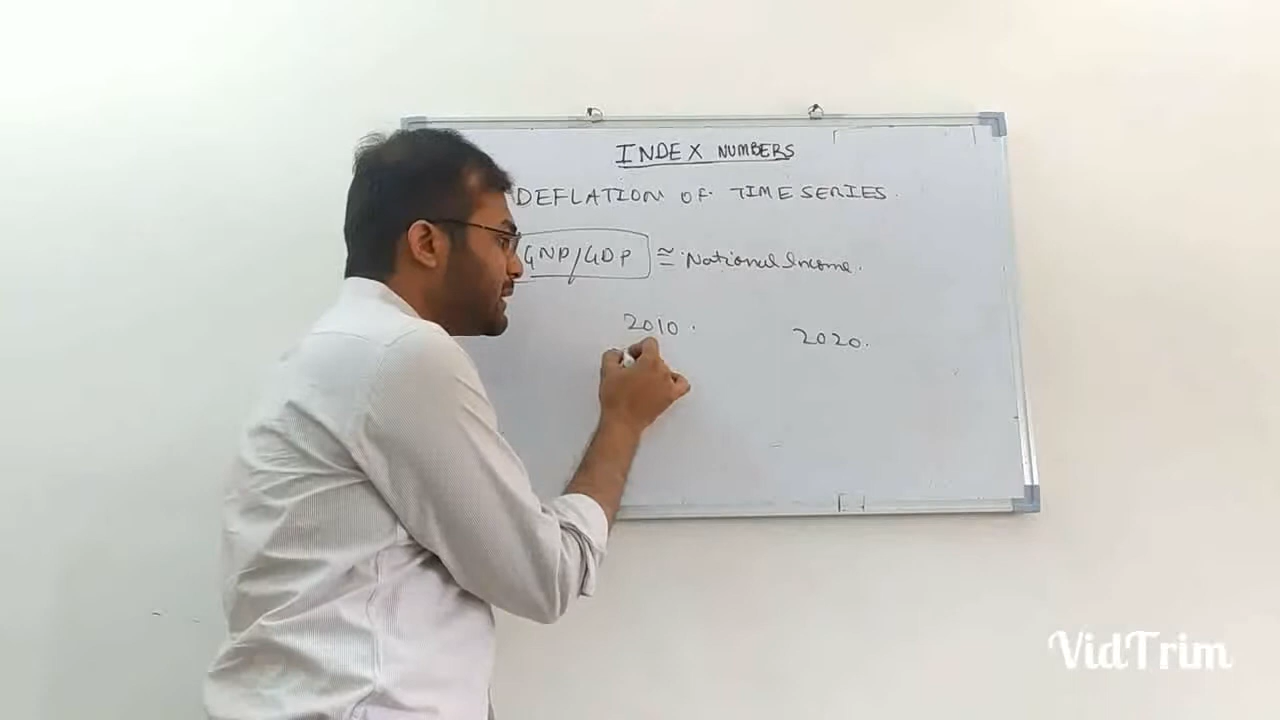 INDEX NUMBERS
DEFLATION OF TIME SERIES.
GNP/GDP ≅ National Income.
2010.
2020.
VidTrim